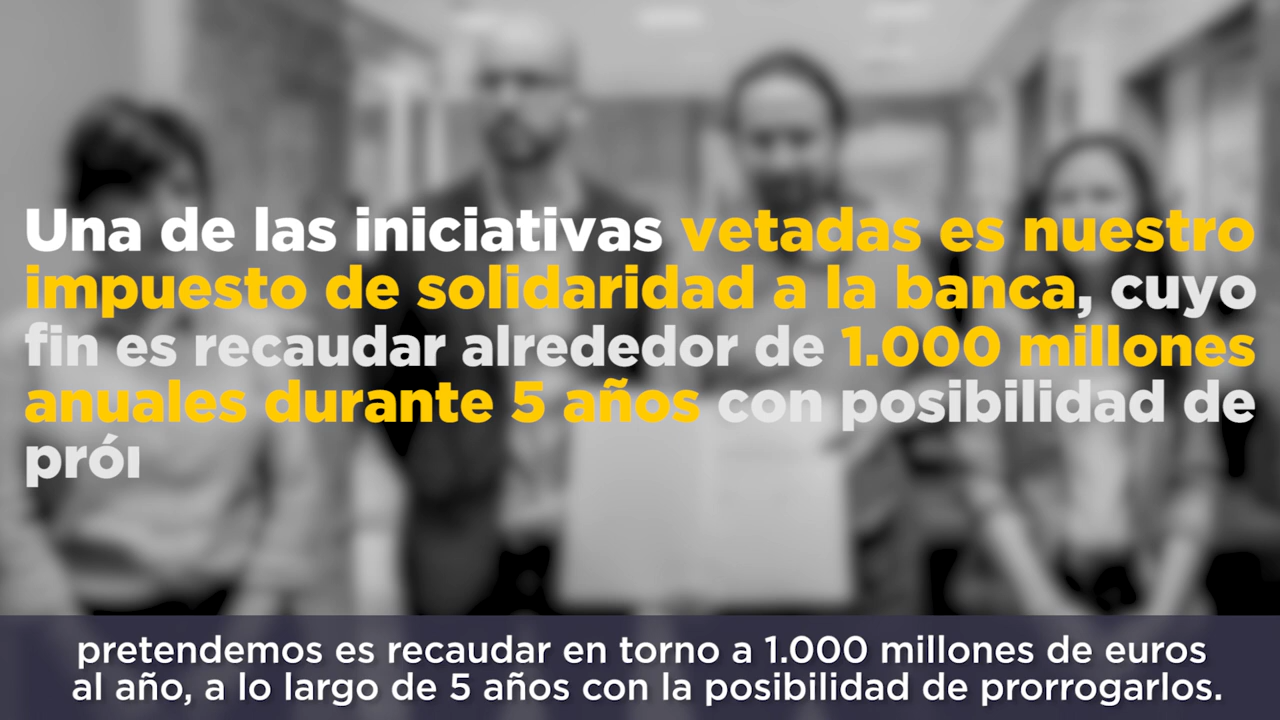 Una de las iniciativas vetadas es nuestro
impuesto de solidaridad a la banca, cuyo
fin es recaudar alrededor de 1.000 millones
anuales durante 5 años con posibilidad de
pró
pretendemos es recaudar en torno a 1.000 millones de euros
al año, a lo largo de 5 años con la posibilidad de prorrogarlos.